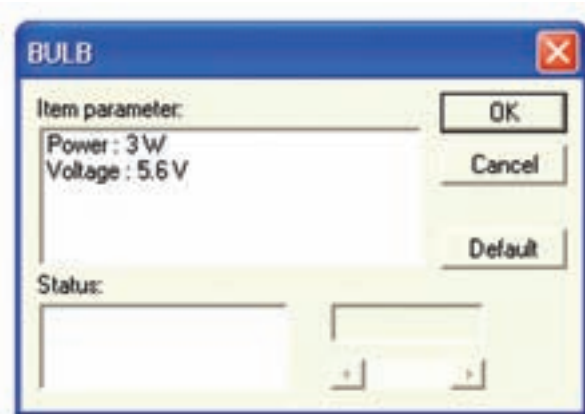 BULB
Item parameter:
OK
Power : 3 W
Voltage : 5.6 V
Cancel
Default
Status: